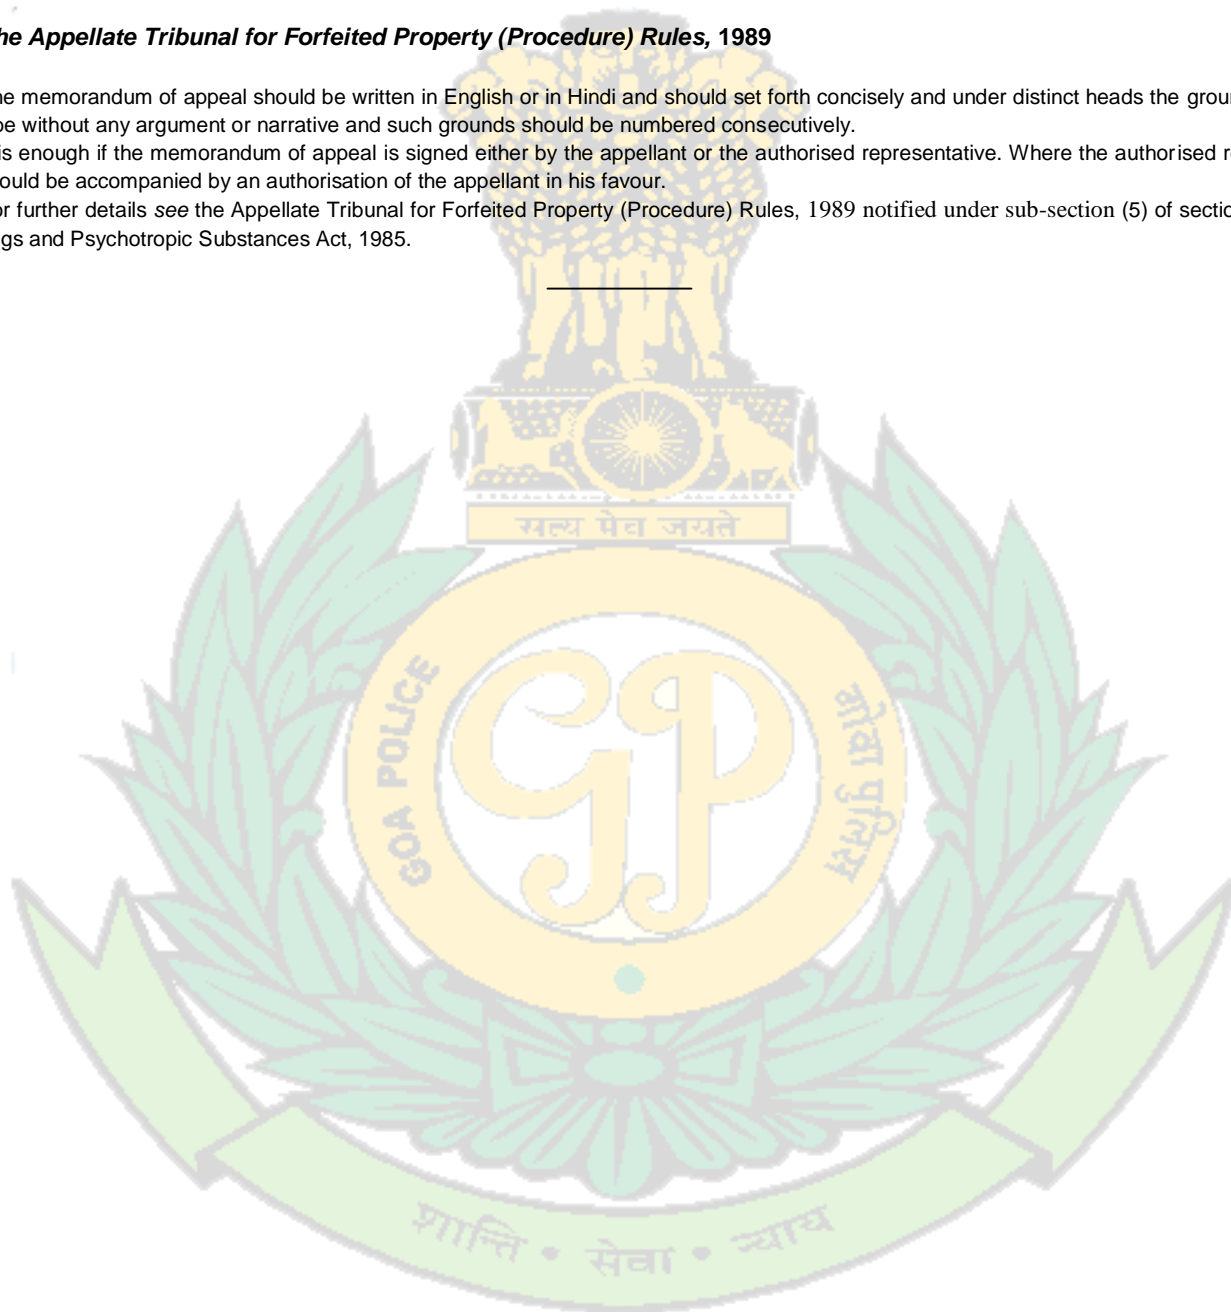 he Appellate Tribunal for Forfeited Property (Procedure) Rules, 1989
he memorandum of appeal should be written in English or in Hindi and should set forth concisely and under distinct heads the grour
be without any argument or narrative and such grounds should be numbered consecutively.
is enough if the memorandum of appeal is signed either by the appellant or the authorised representative. Where the authorised re
ould be accompanied by an authorisation of the appellant in his favour.
or further details see the Appellate Tribunal for Forfeited Property (Procedure) Rules, 1989 notified under sub-section (5) of sectio
gs and Psychotropic Substances Act, 1985.
सत्य मेव जयते
GOA POLICE
GP
गोंया पुलिस
शान्ति • सेवा • न्याय